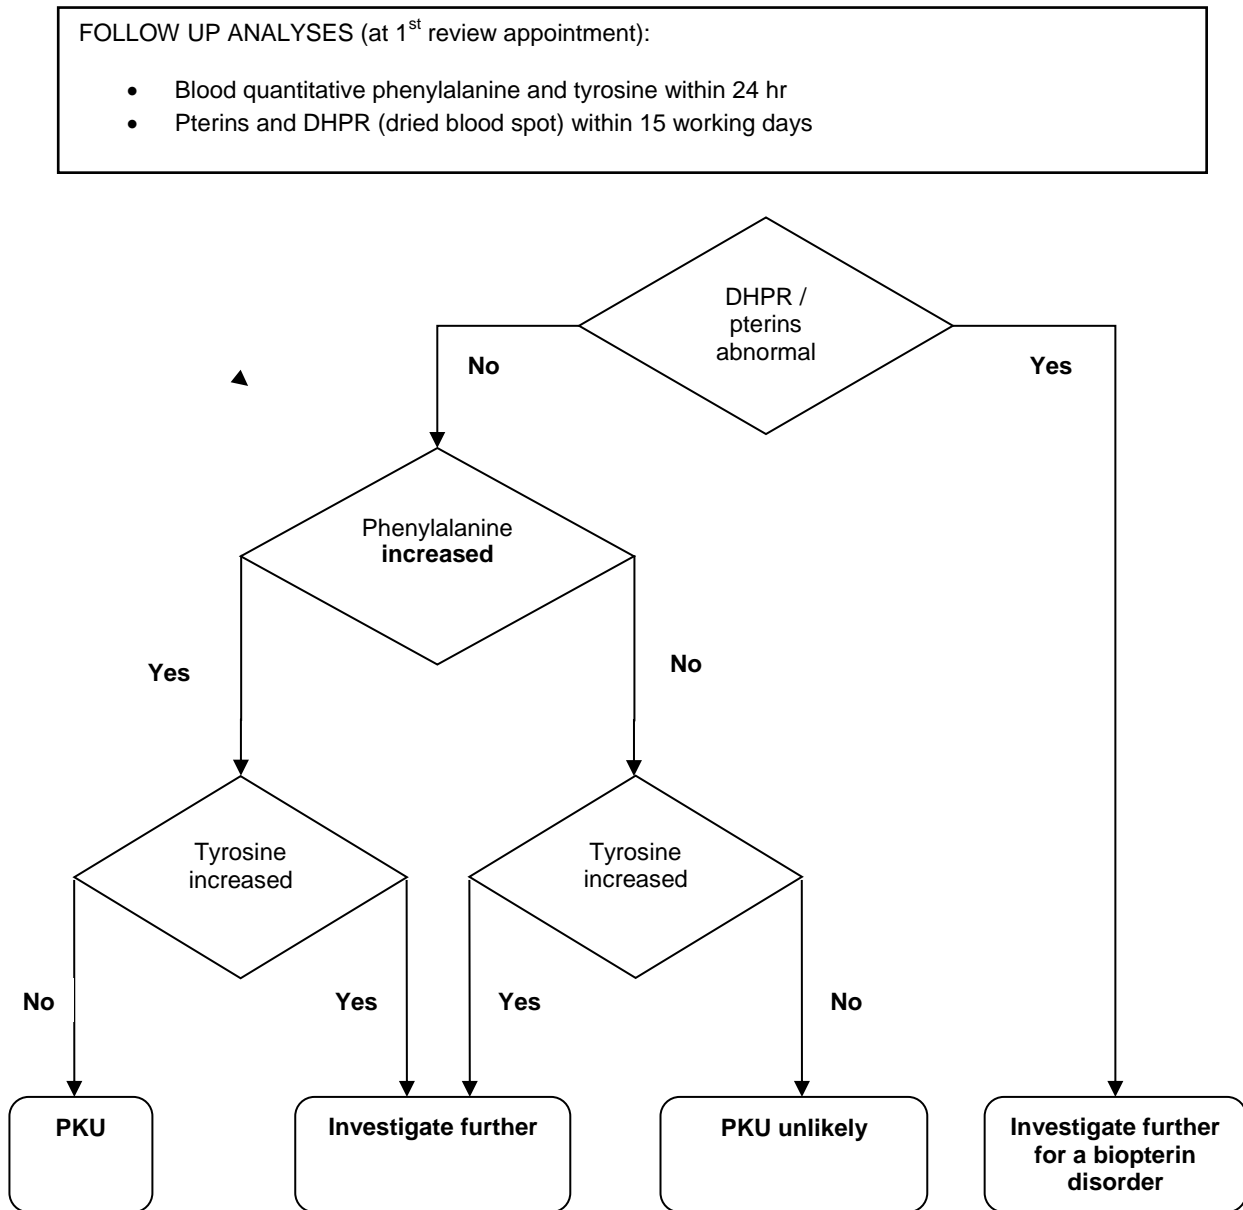 FOLLOW UP ANALYSES (at 1st review appointment):
• Blood quantitative phenylalanine and tyrosine within 24 hr
• Pterins and DHPR (dried blood spot) within 15 working days
DHPR /
pterins
abnormal
No
Yes
Phenylalanine
increased
Yes
No
Tyrosine
increased
Tyrosine
increased
No
Yes
Yes
No
PKU
Investigate further
PKU unlikely
Investigate further
for a biopterin
disorder